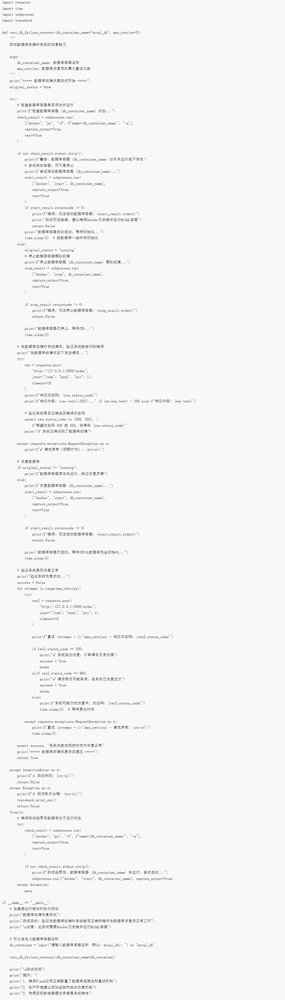 import requests
import time
import subprocess
import traceback
def test_db_failure_recovery(db_container_name="mysql_db", max_retries=3):
    """
    测试数据库故障时系统的恢复能力
    Args:
        db_container_name: 数据库容器名称
        max_retries: 数据库恢复后的最大重试次数
    """
    print("===== 数据库故障恢复测试开始 =====")
    original_status = None
    try:
        # 检查数据库容器是否存在并运行
        print(f"检查数据库容器 {db_container_name} 状态...")
        check_result = subprocess.run(
            ["docker", "ps", "-f", f"name={db_container_name}", "-q"],
            capture_output=True,
            text=True
        )
        if not check_result.stdout.strip():
            print(f"警告: 数据库容器 {db_container_name} 似乎未运行或不存在")
            # 尝试启动容器，而不是停止
            print(f"尝试启动数据库容器 {db_container_name}...")
            start_result = subprocess.run(
                ["docker", "start", db_container_name],
                capture_output=True,
                text=True
            )
            if start_result.returncode != 0:
                print(f"错误: 无法启动数据库容器: {start_result.stderr}")
                print("测试无法继续，建议确保Docker已安装并运行MySQL容器")
                return False
            print("数据库容器启动成功，等待初始化...")
            time.sleep(5)  # 给数据库一些时间初始化
        else:
            original_status = "running"
            # 停止数据库容器模拟故障
            print(f"停止数据库容器 {db_container_name} 模拟故障...")
            stop_result = subprocess.run(
                ["docker", "stop", db_container_name],
                capture_output=True,
                text=True
            )
            if stop_result.returncode != 0:
                print(f"错误: 无法停止数据库容器: {stop_result.stderr}")
                return False
            print("数据库容器已停止，等待2秒...")
            time.sleep(2)
        # 在数据库故障时发送请求，验证系统能够识别错误
        print("在数据库故障状态下发送请求...")
        try:
            res = requests.post(
                "http://127.0.0.1:5000/order",
                json={"item": "book", "qty": 1},
                timeout=10
            )
            print(f"响应状态码: {res.status_code}")
            print(f"响应内容: {res.text[:200]}..." if len(res.text) > 200 else f"响应内容: {res.text}")
            # 验证系统是否正确返回错误状态码
            assert res.status_code in (500, 503), \
                f"期望状态码 500 或 503，但得到 {res.status_code}"
            print("✓ 系统正确识别了数据库故障")
        except requests.exceptions.RequestException as e:
            print(f"✓ 请求异常（预期行为）: {str(e)}")
        # 恢复数据库
        if original_status != "running":
            print(f"数据库容器原本未运行，跳过恢复步骤")
        else:
            print(f"恢复数据库容器 {db_container_name}...")
            start_result = subprocess.run(
                ["docker", "start", db_container_name],
                capture_output=True,
                text=True
            )
            if start_result.returncode != 0:
                print(f"错误: 无法启动数据库容器: {start_result.stderr}")
                return False
            print("数据库容器已启动，等待5秒让数据库完全初始化...")
            time.sleep(5)
        # 验证系统是否恢复正常
        print("验证系统恢复状态...")
        success = False
        for attempt in range(max_retries):
            try:
                res2 = requests.post(
                    "http://127.0.0.1:5000/order",
                    json={"item": "book", "qty": 1},
                    timeout=10
                )
                print(f"重试 {attempt + 1}/{max_retries} - 响应状态码: {res2.status_code}")
                if res2.status_code == 200:
                    print("✓ 系统成功恢复，订单请求正常处理")
                    success = True
                    break
                elif res2.status_code == 400:
                    print("✓ 请求格式可能有误，但系统已恢复运行")
                    success = True
                    break
                else:
                    print(f"系统可能仍在恢复中，状态码: {res2.status_code}")
                    time.sleep(2)  # 等待更长时间
            except requests.exceptions.RequestException as e:
                print(f"重试 {attempt + 1}/{max_retries} - 请求异常: {str(e)}")
                time.sleep(2)
        assert success, "系统未能在规定时间内恢复正常"
        print("===== 数据库故障恢复测试通过 =====")
        return True
    except AssertionError as e:
        print(f"✗ 测试失败: {str(e)}")
        return False
    except Exception as e:
        print(f"✗ 测试执行出错: {str(e)}")
        traceback.print_exc()
        return False
    finally:
        # 确保测试结束后数据库处于运行状态
        try:
            check_result = subprocess.run(
                ["docker", "ps", "-f", f"name={db_container_name}", "-q"],
                capture_output=True,
                text=True
            )
            if not check_result.stdout.strip():
                print(f"测试结束后，数据库容器 {db_container_name} 未运行，尝试启动...")
                subprocess.run(["docker", "start", db_container_name], capture_output=True)
        except Exception:
            pass
if __name__ == "__main__":
    # 当直接运行脚本时执行测试
    print("数据库故障恢复测试")
    print("测试目的: 验证在数据库故障时系统能否正确报错并在数据库恢复后正常工作")
    print("\n注意: 此测试需要Docker已安装并运行MySQL容器")
    # 可以自定义数据库容器名称
    db_container = input("请输入数据库容器名称 (默认: mysql_db): ") or "mysql_db"
    test_db_failure_recovery(db_container_name=db_container)
    print("\n测试完成")
    print("提示: ")
    print("1. 确保Flask应用正确配置了数据库连接池和重试机制")
    print("2. 生产环境建议添加监控和自动恢复机制")
    print("3. 考虑实现断路器模式来提高系统弹性")